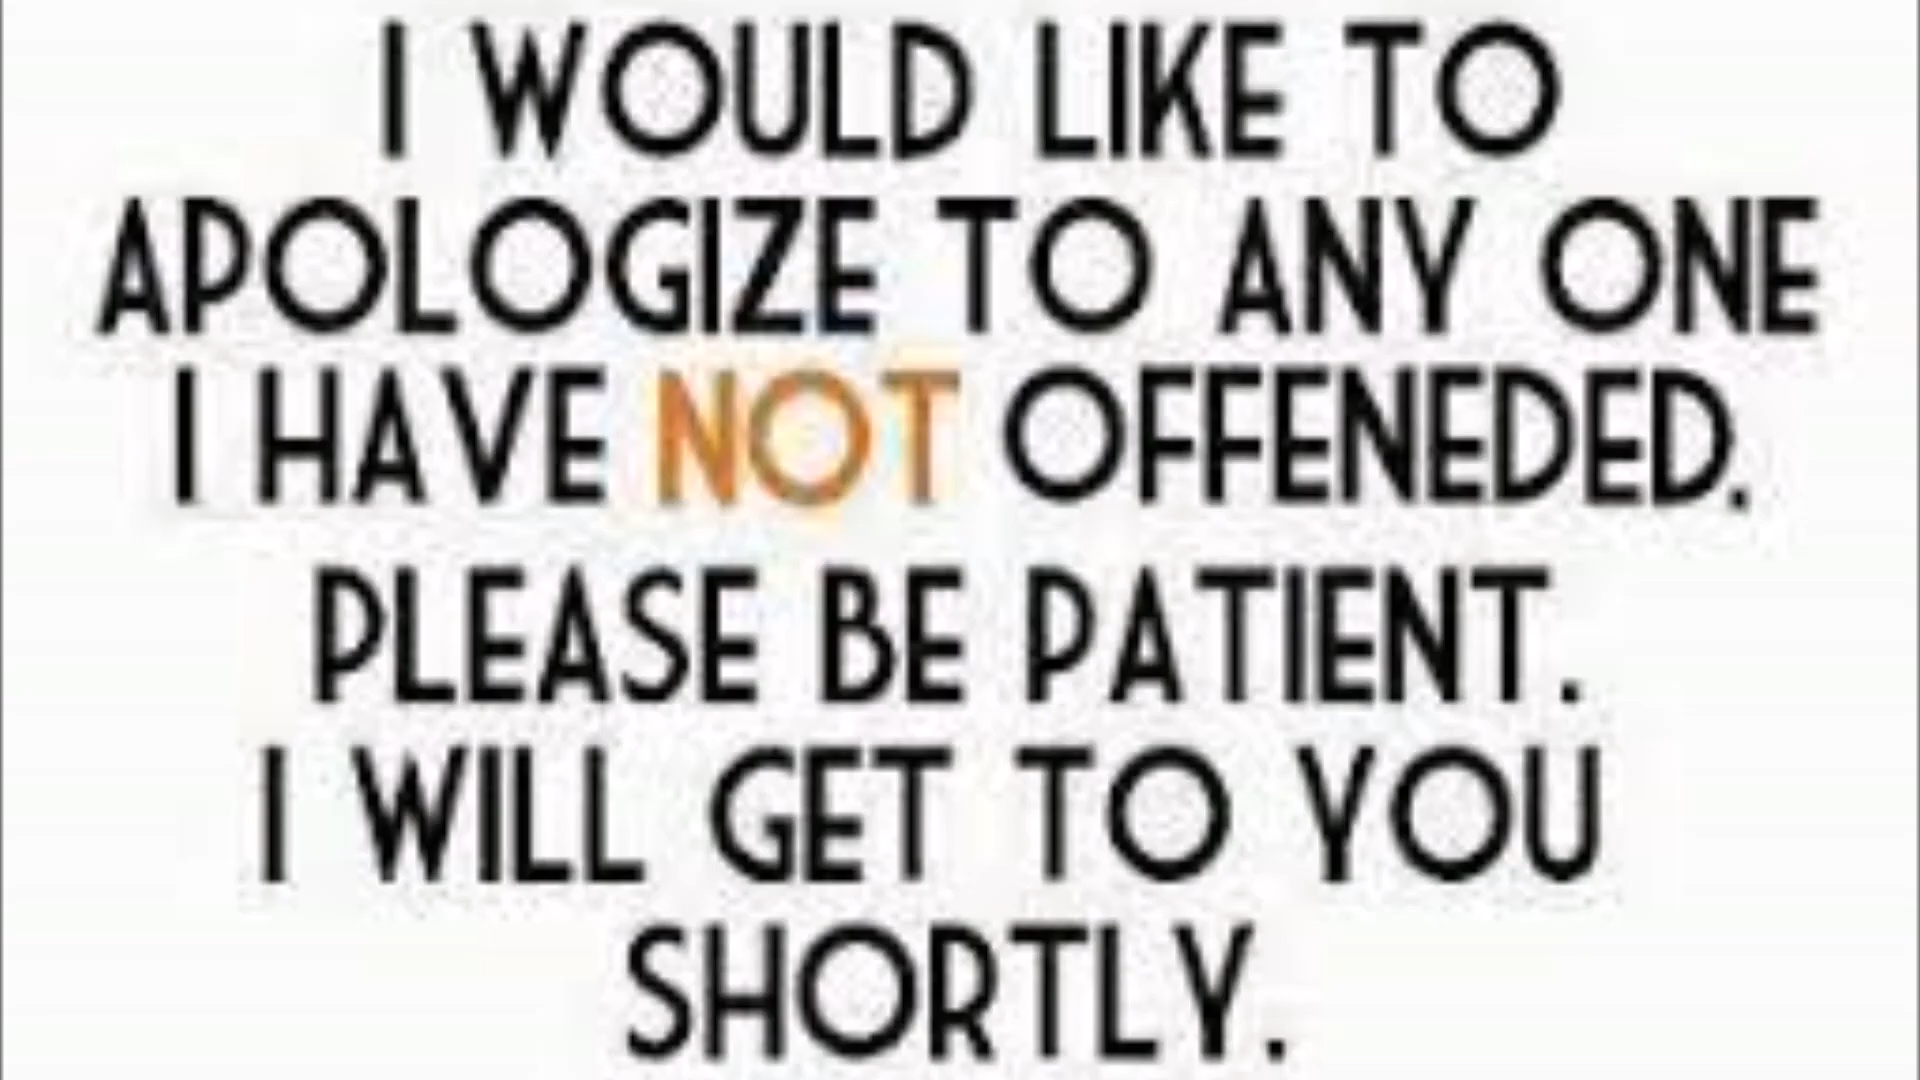 I WOULD LIKE TO
APOLOGIZE TO ANY ONE
I HAVE NOT OFFENEDED.
PLEASE BE PATIENT.
I WILL GET TO YOU
SHORTLY.